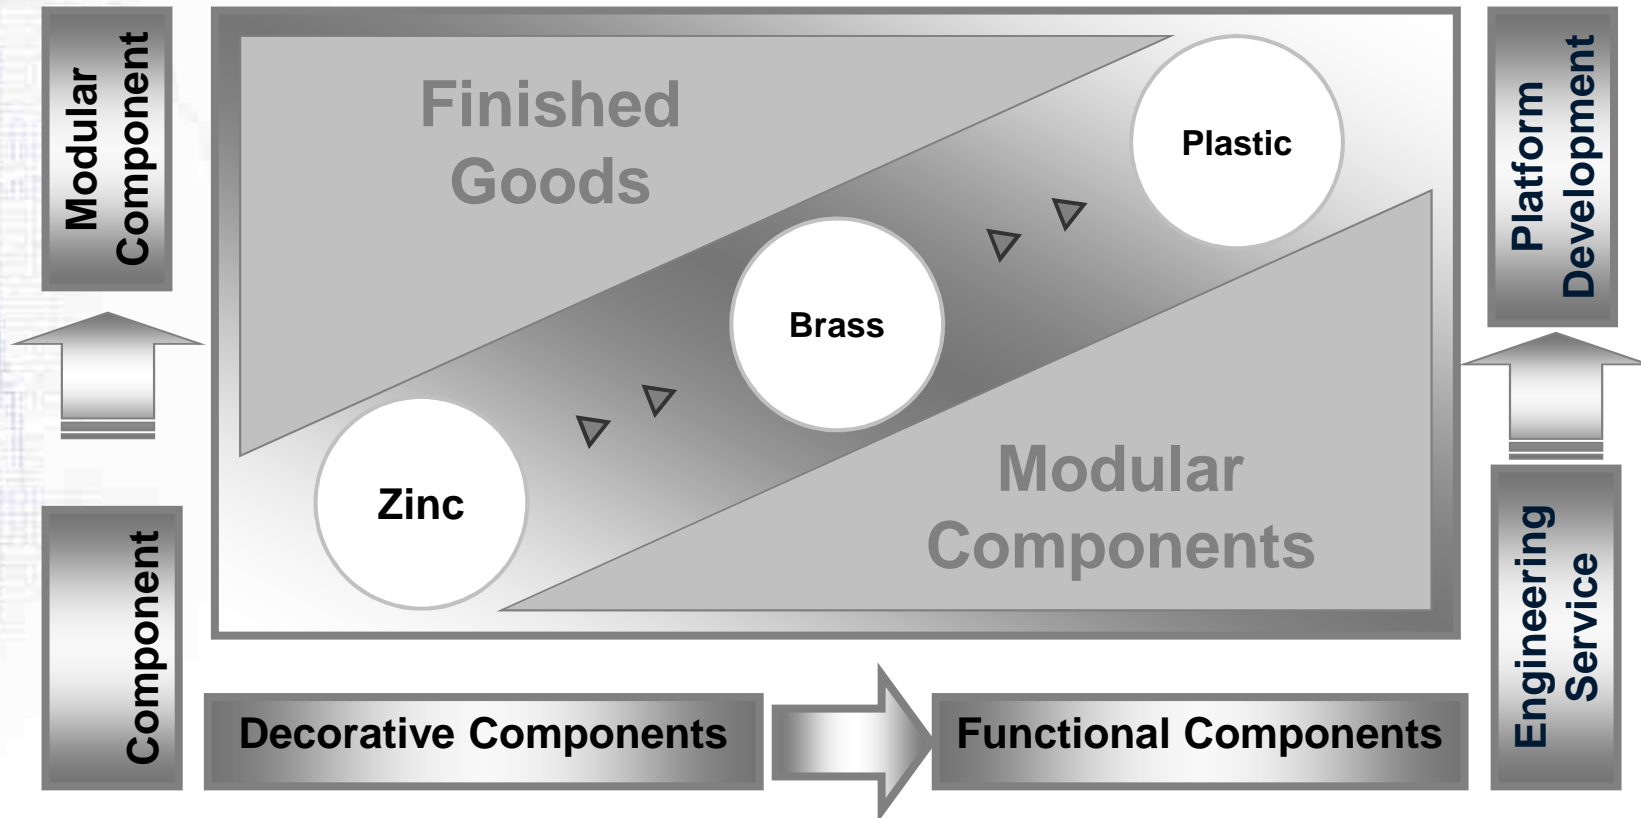 Modular
Component
Component
Finished
Goods
Plastic
Brass
Zinc
Modular
Components
Decorative Components
Functional Components
Platform
Development
Engineering
Service